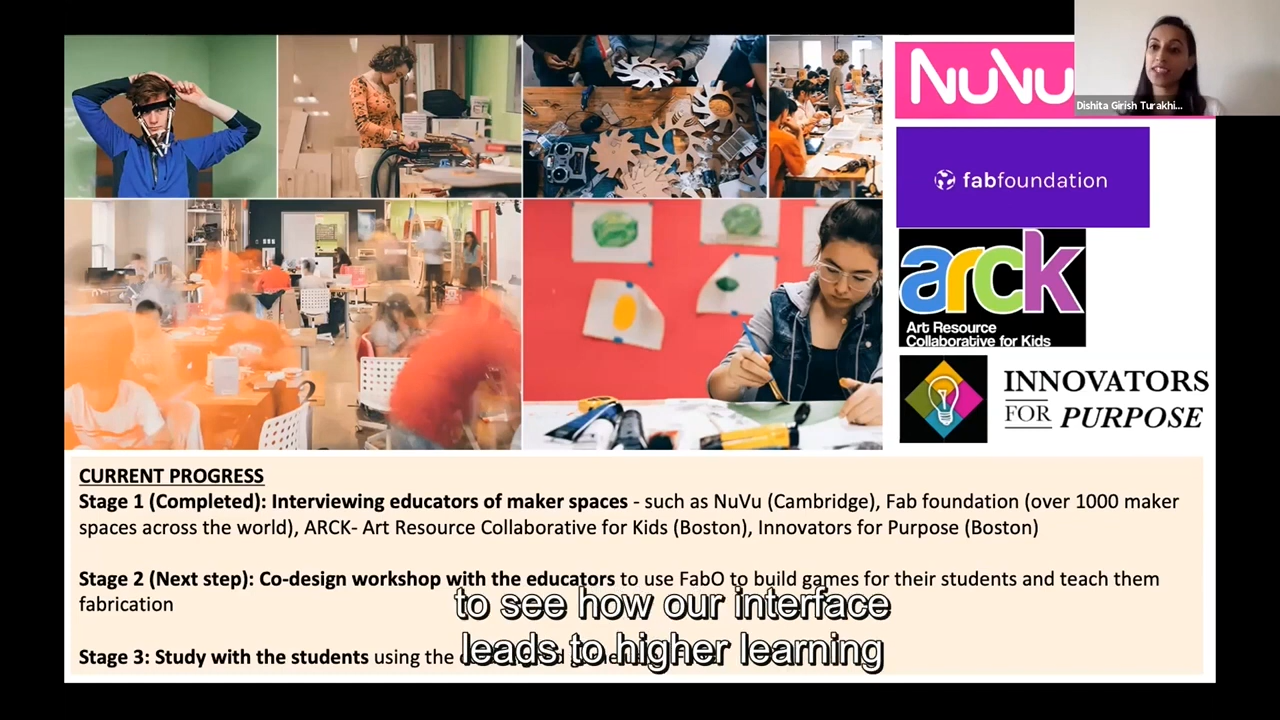 NuVu
Dishita Girish Turakhi...
fabfoundation
arck
Art Resource
Collaborative for Kids
INNOVATORS
FOR PURPOSE
CURRENT PROGRESS
Stage 1 (Completed): Interviewing educators of maker spaces - such as NuVu (Cambridge), Fab foundation (over 1000 maker
spaces across the world), ARCK- Art Resource Collaborative for Kids (Boston), Innovators for Purpose (Boston)
Stage 2 (Next step): Co-design workshop with the educators to use FabO to build games for their students and teach them
fabrication
to see how our interface
leads to higher learning
Stage 3: Study with the students using the